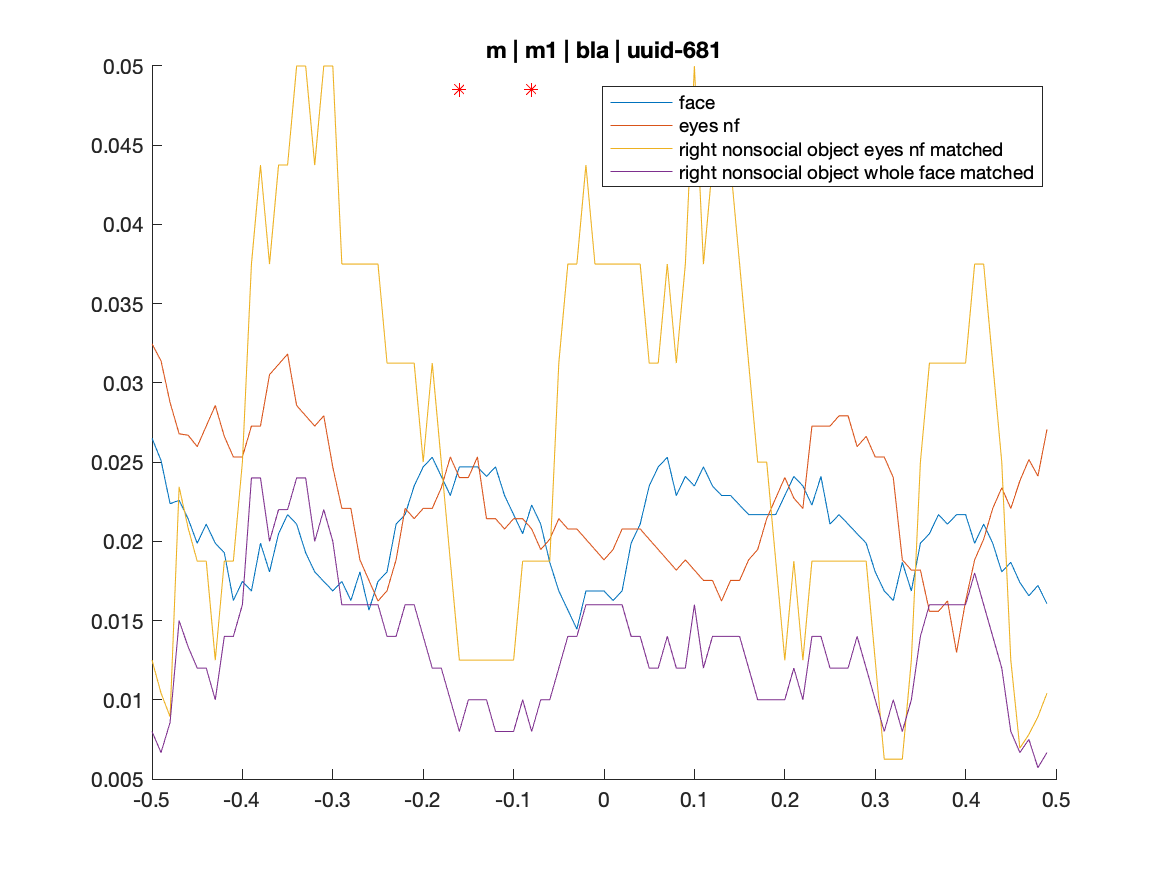 m | m1 | bla | uuid-681
face
eyes nf
right nonsocial object eyes nf matched
right nonsocial object whole face matched
0.05
0.045
0.04
0.035
0.03
0.025
0.02
0.015
0.01
0.005
-0.5 -0.4 -0.3 -0.2 -0.1 0 0.1 0.2 0.3 0.4 0.5